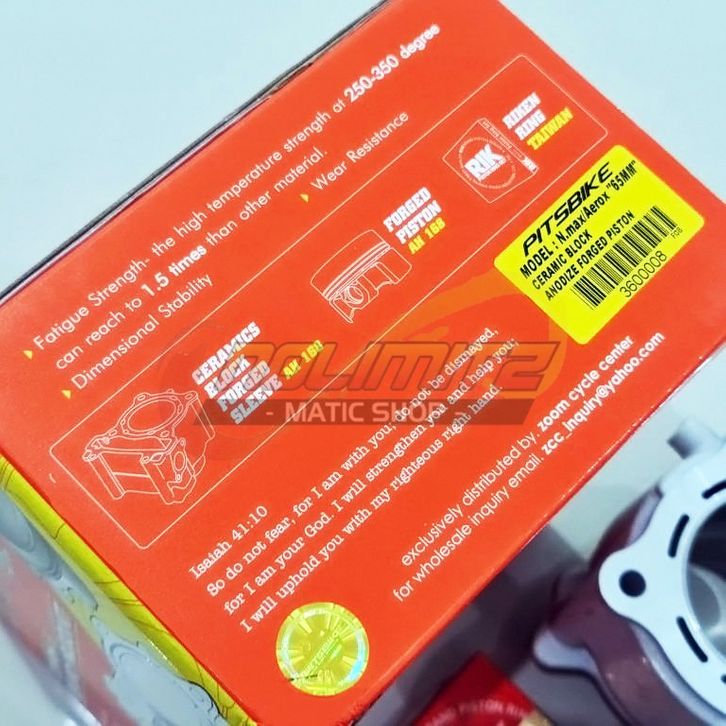 Fatigue Strength- the high temperature strength at 250-350 degree
can reach to 1.5 times than other material.
Wear Resistance
Dimensional Stability
RIK
RIKEN
RING
TAIWAN
FORGED
PISTON
AH 168
CERAMICS
BLOCK
FORGED
SLEEVE AH 168
PITSBIKE
MODEL : N.max/Aerox "65MM"
CERAMIC BLOCK
ANODIZE FORGED PISTON
3600008
F08
NOLIMITZ
- MATIC SHOP -
Isaiah 41:10
So do not fear, for I am with you; do not be dismayed,
for I am your God. I will strengthen you and help you;
I will uphold you with my righteous right hand.
exclusively distributed by. zoom cycle center
for wholesale inquiry email. zcc_inquiry@yahoo.com